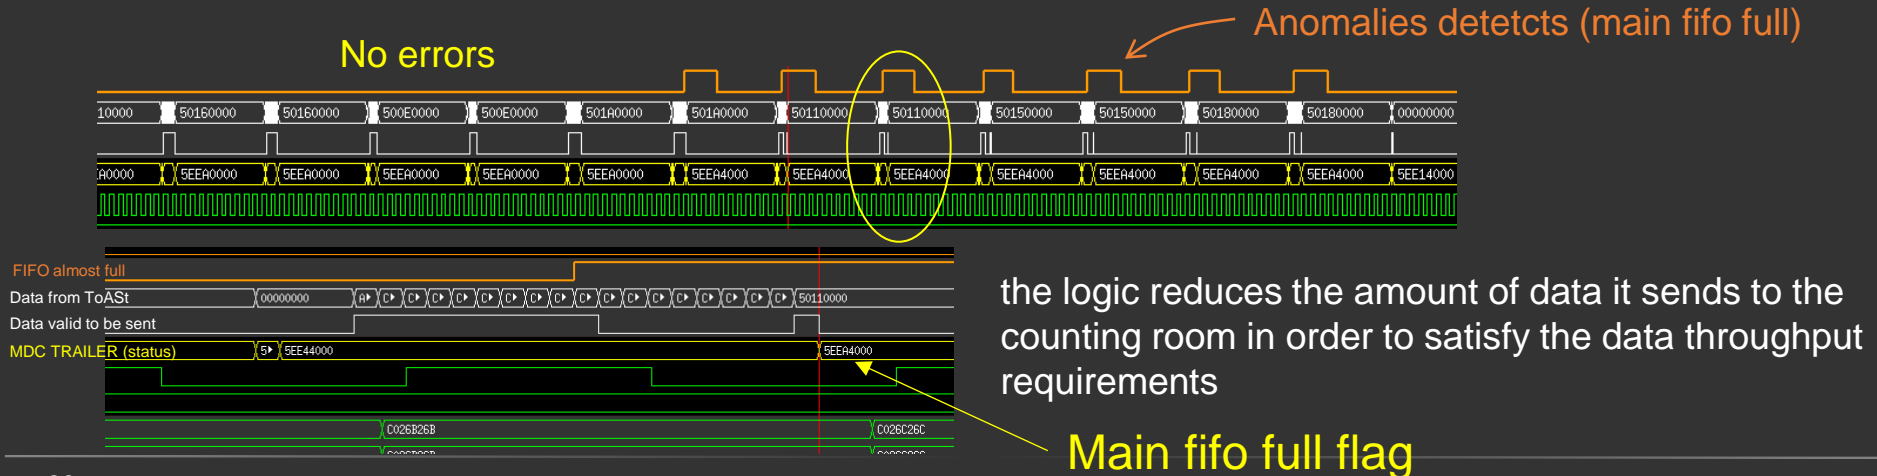 Anomalies detetcts (main fifo full)
No errors
10000 50160000 50160000 500E0000 500E0000 501A0000 501A0000 50110000 50110000 50150000 50150000 50180000 50180000 00000000
A0000 5EEA0000 5EEA0000 5EEA0000 5EEA0000 5EEA0000 5EEA4000 5EEA4000 5EEA4000 5EEA4000 5EEA4000 5EEA4000 5EEA4000 5EE14000
FIFO almost full
Data from ToASt 00000000 A C C C C C C C C C C C C C C C C C 50110000
Data valid to be sent
MDC TRAILER (status) 5 5EE44000 5EEA4000
C026B26B C026C26C
the logic reduces the amount of data it sends to the
counting room in order to satisfy the data throughput
requirements
Main fifo full flag